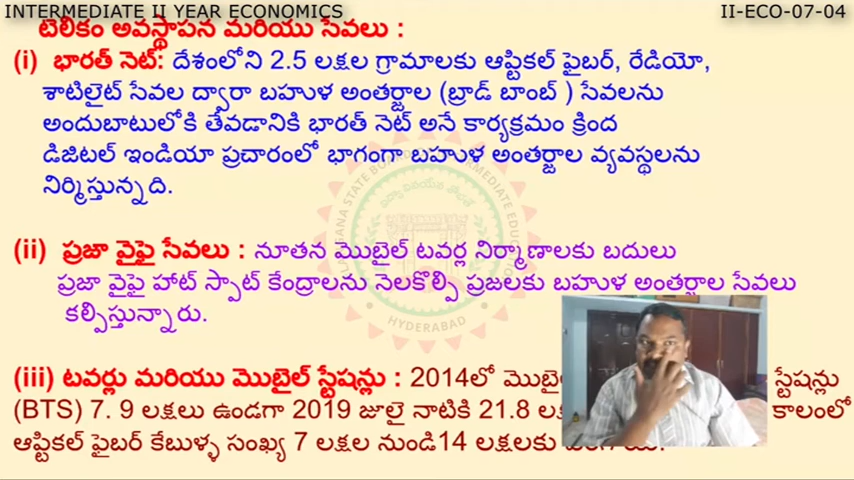 INTERMEDIATE II YEAR ECONOMICS
II-ECO-07-04
టెలికం అవస్థాపన మరియు సేవలు :
(i) భారత్ నెట్: దేశంలోని 2.5 లక్షల గ్రామాలకు ఆప్టికల్ ఫైబర్, రేడియో,
శాటిలైట్ సేవల ద్వారా బహుళ అంతర్జాల (బ్రాడ్ బాంబ్ ) సేవలను
అందుబాటులోకి తేవడానికి భారత్ నెట్ అనే కార్యక్రమం క్రింద
డిజిటల్ ఇండియా ప్రచారంలో భాగంగా బహుళ అంతర్జాల వ్యవస్థలను
నిర్మిస్తున్నది.
(ii) ప్రజా వైఫై సేవలు : నూతన మొబైల్ టవర్ల నిర్మాణాలకు బదులు
ప్రజా వైఫై హాట్ స్పాట్ కేంద్రాలను నెలకొల్పి ప్రజలకు బహుళ అంతర్జాల సేవలు
కల్పిస్తున్నారు.
(iii) టవర్లు మరియు మొబైల్ స్టేషన్లు : 2014లో స్టేషన్లు
(BTS) 7. 9 లక్షలు ఉండగా 2019 జూలై నాటికి 21.8 కాలంలో
ఆప్టికల్ ఫైబర్ కేబుళ్ళ సంఖ్య 7 లక్షల నుండి14 లక్షలకు
HYDERABAD